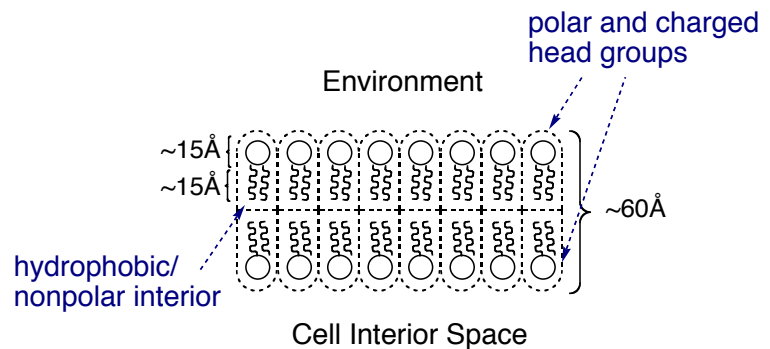 polar and charged
head groups
Environment
~15Å
~15Å
~60Å
hydrophobic/
nonpolar interior
Cell Interior Space